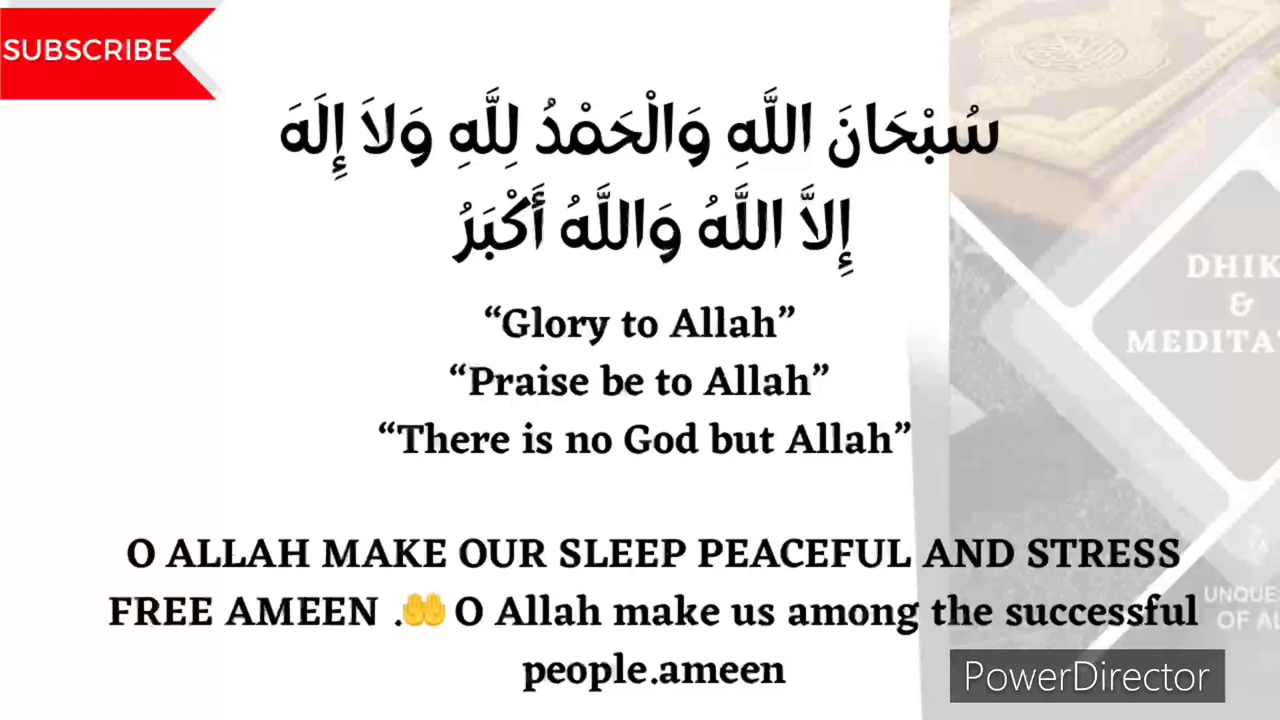 SUBSCRIBE
سُبْحَانَ اللَّهِ وَالْحَمْدُ لِلَّهِ وَلاَ إِلَهَ
إِلاَّ اللَّهُ وَاللَّهُ أَكْبَرُ
“Glory to Allah”
“Praise be to Allah”
“There is no God but Allah”
O ALLAH MAKE OUR SLEEP PEACEFUL AND STRESS
FREE AMEEN .🤲 O Allah make us among the successful
people.ameen
DHIK
&
MEDITA
UNQUE
OF AL
PowerDirector